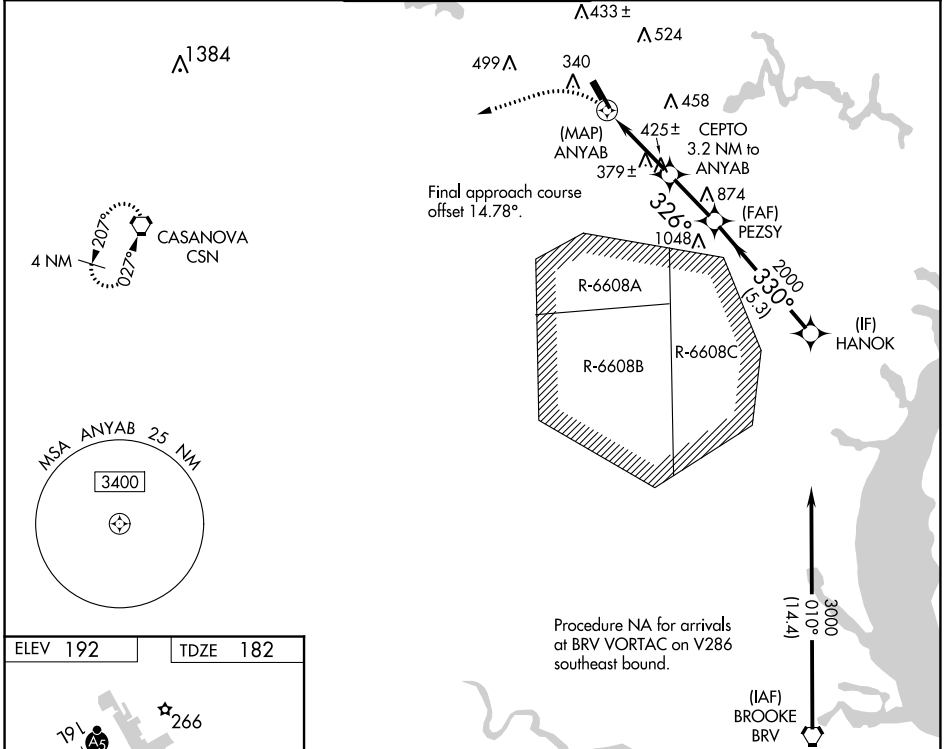 433 ±
524
1384
499
340
458
425 ±
(MAP)
ANYAB
CEPTO
3.2 NM to
ANYAB
379 ±
Final approach course
offset 14.78°.
874
326°
(FAF)
PEZSY
1048
207°
027°
4 NM
CASANOVA
CSN
2000
330°
(5.3)
(IF)
HANOK
R-6608A
R-6608B
R-6608C
MSA ANYAB 25 NM
3400
3000
010°
(14.4)
Procedure NA for arrivals
at BRV VORTAC on V286
southeast bound.
ELEV 192
TDZE 182
(IAF)
BROOKE
BRV
266
16L
A5